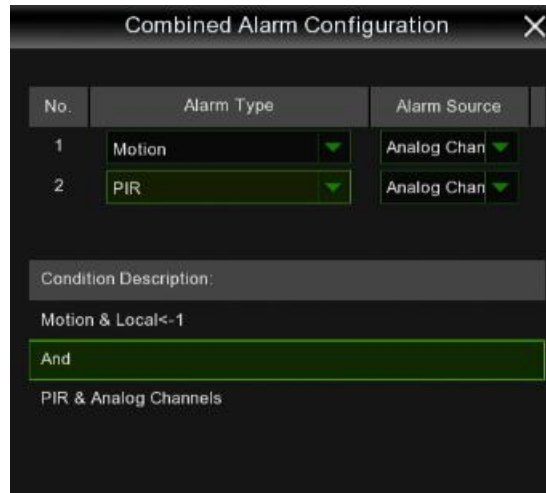 Combined Alarm Configuration X
No. Alarm Type Alarm Source
1 Motion Analog Chan
2 PIR Analog Chan
Condition Description:
Motion & Local<-1
And
PIR & Analog Channels